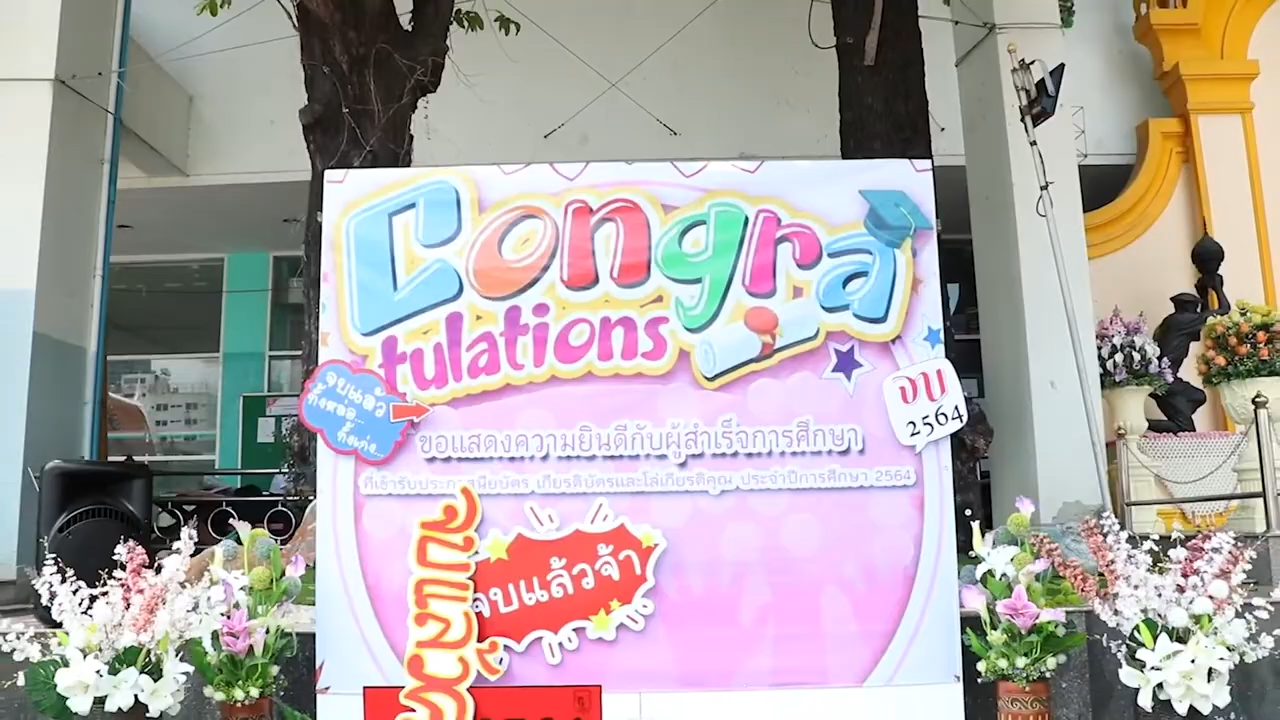 Congra
tulations
จบแล้ว
ทั้งหล่อ...
ทั้งเก่ง...
จบ
2564
ขอแสดงความยินดีกับผู้สำเร็จการศึกษา
ที่เข้ารับประกาศนียบัตร เกียรติบัตรและโล่เกียรติคุณ ประจำปีการศึกษา 2564
จบแล้วจ้า
จบแล้ว